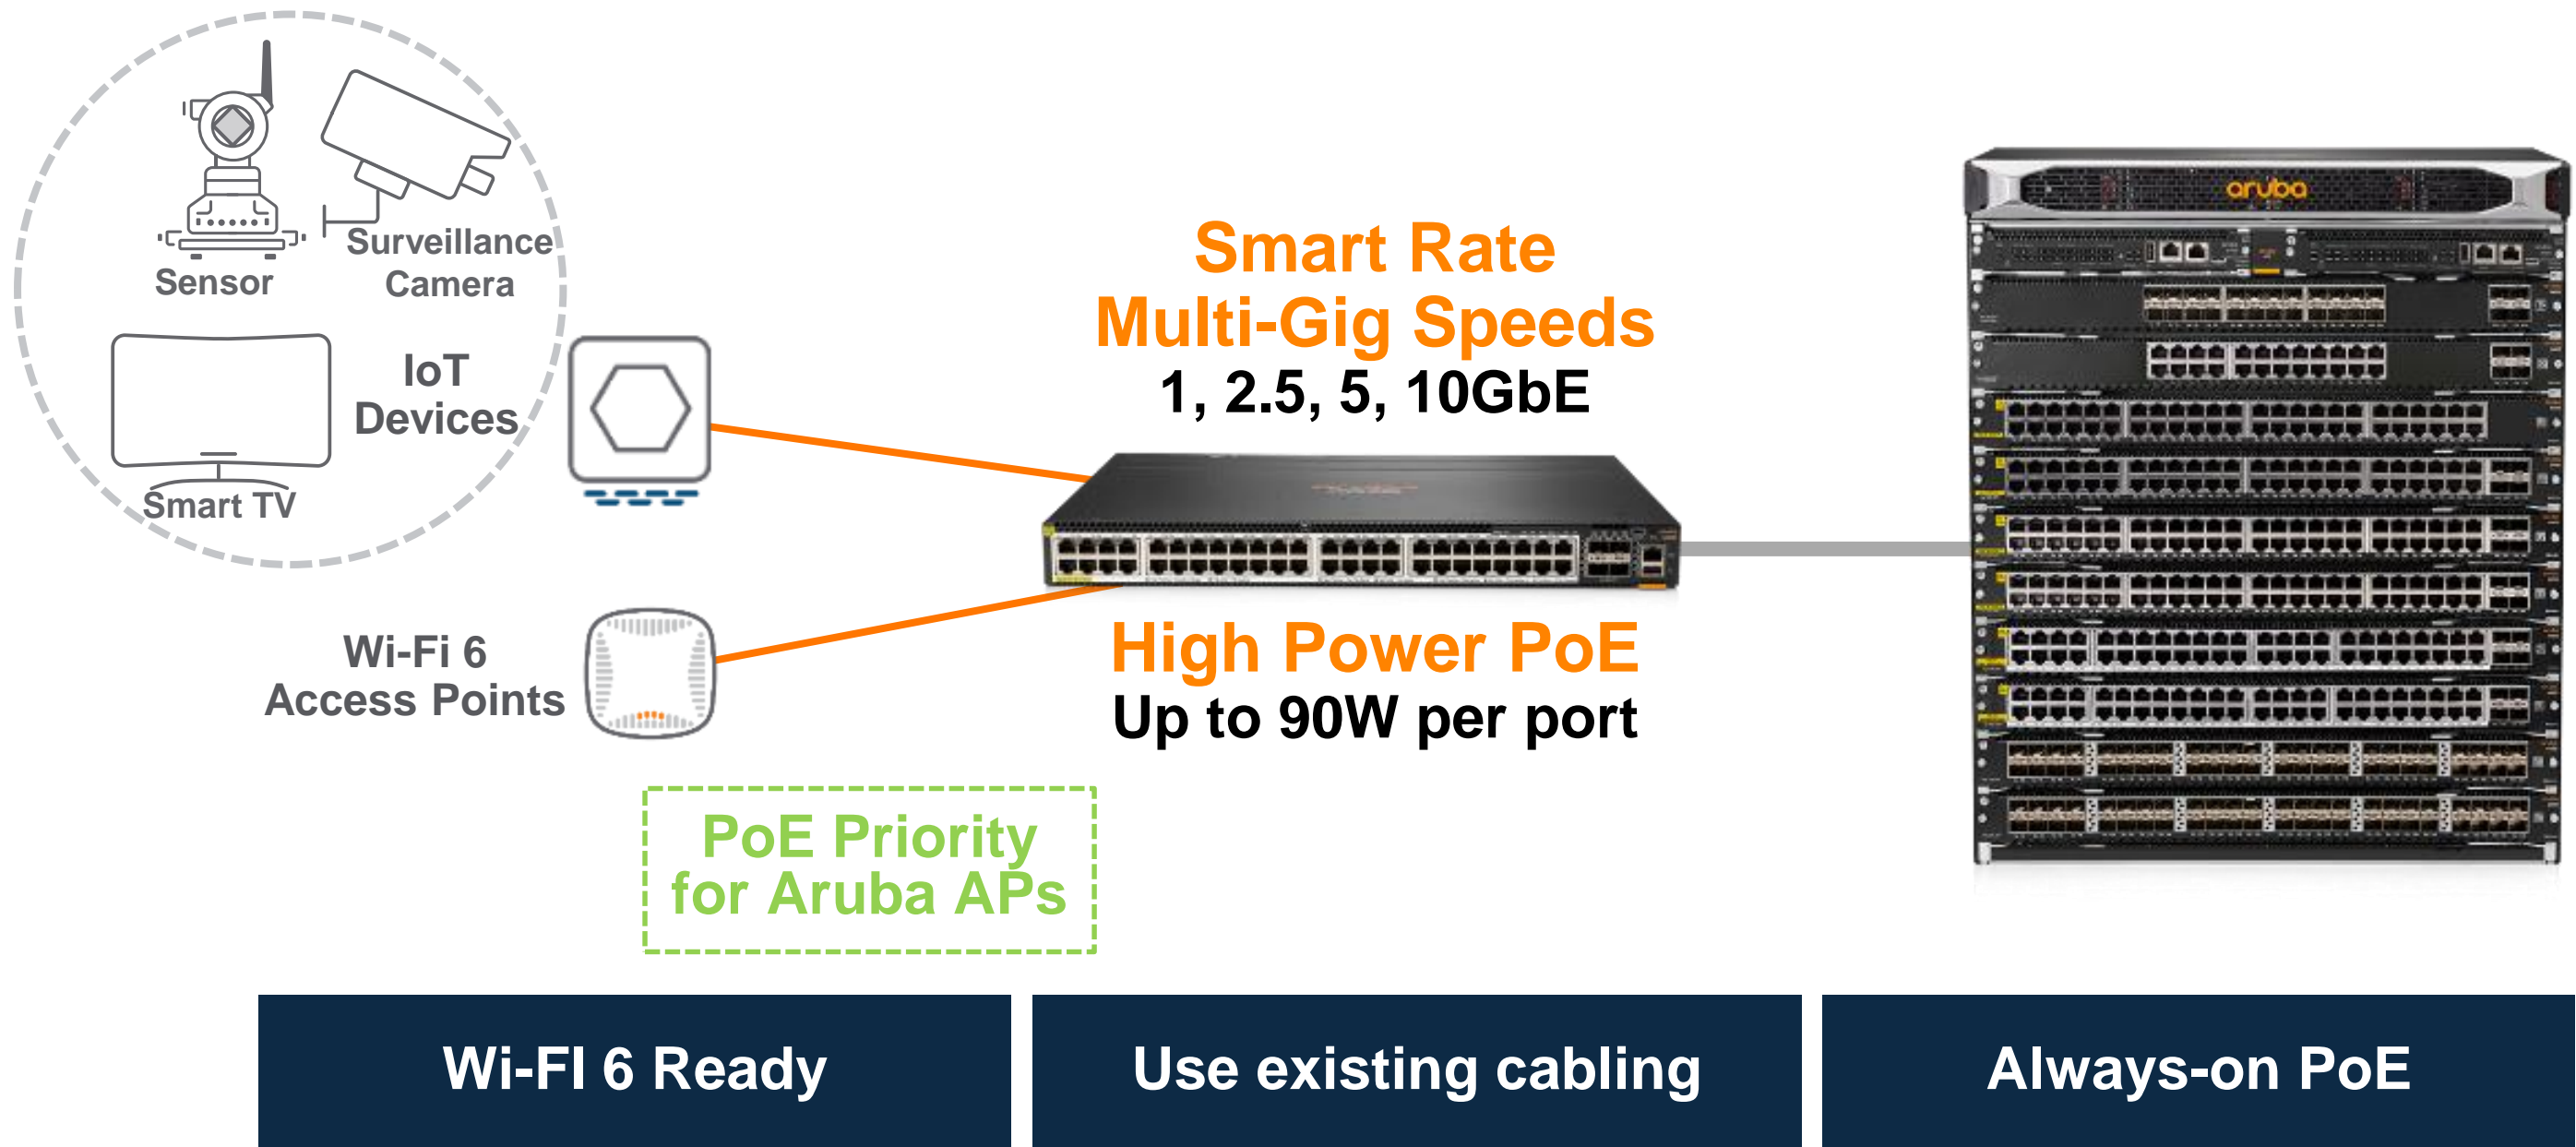 Sensor
Surveillance
Camera
IoT
Devices
Smart TV
Wi-Fi 6
Access Points
Smart Rate
Multi-Gig Speeds
1, 2.5, 5, 10GbE
High Power PoE
Up to 90W per port
PoE Priority
for Aruba APs
aruba
Wi-FI 6 Ready
Use existing cabling
Always-on PoE